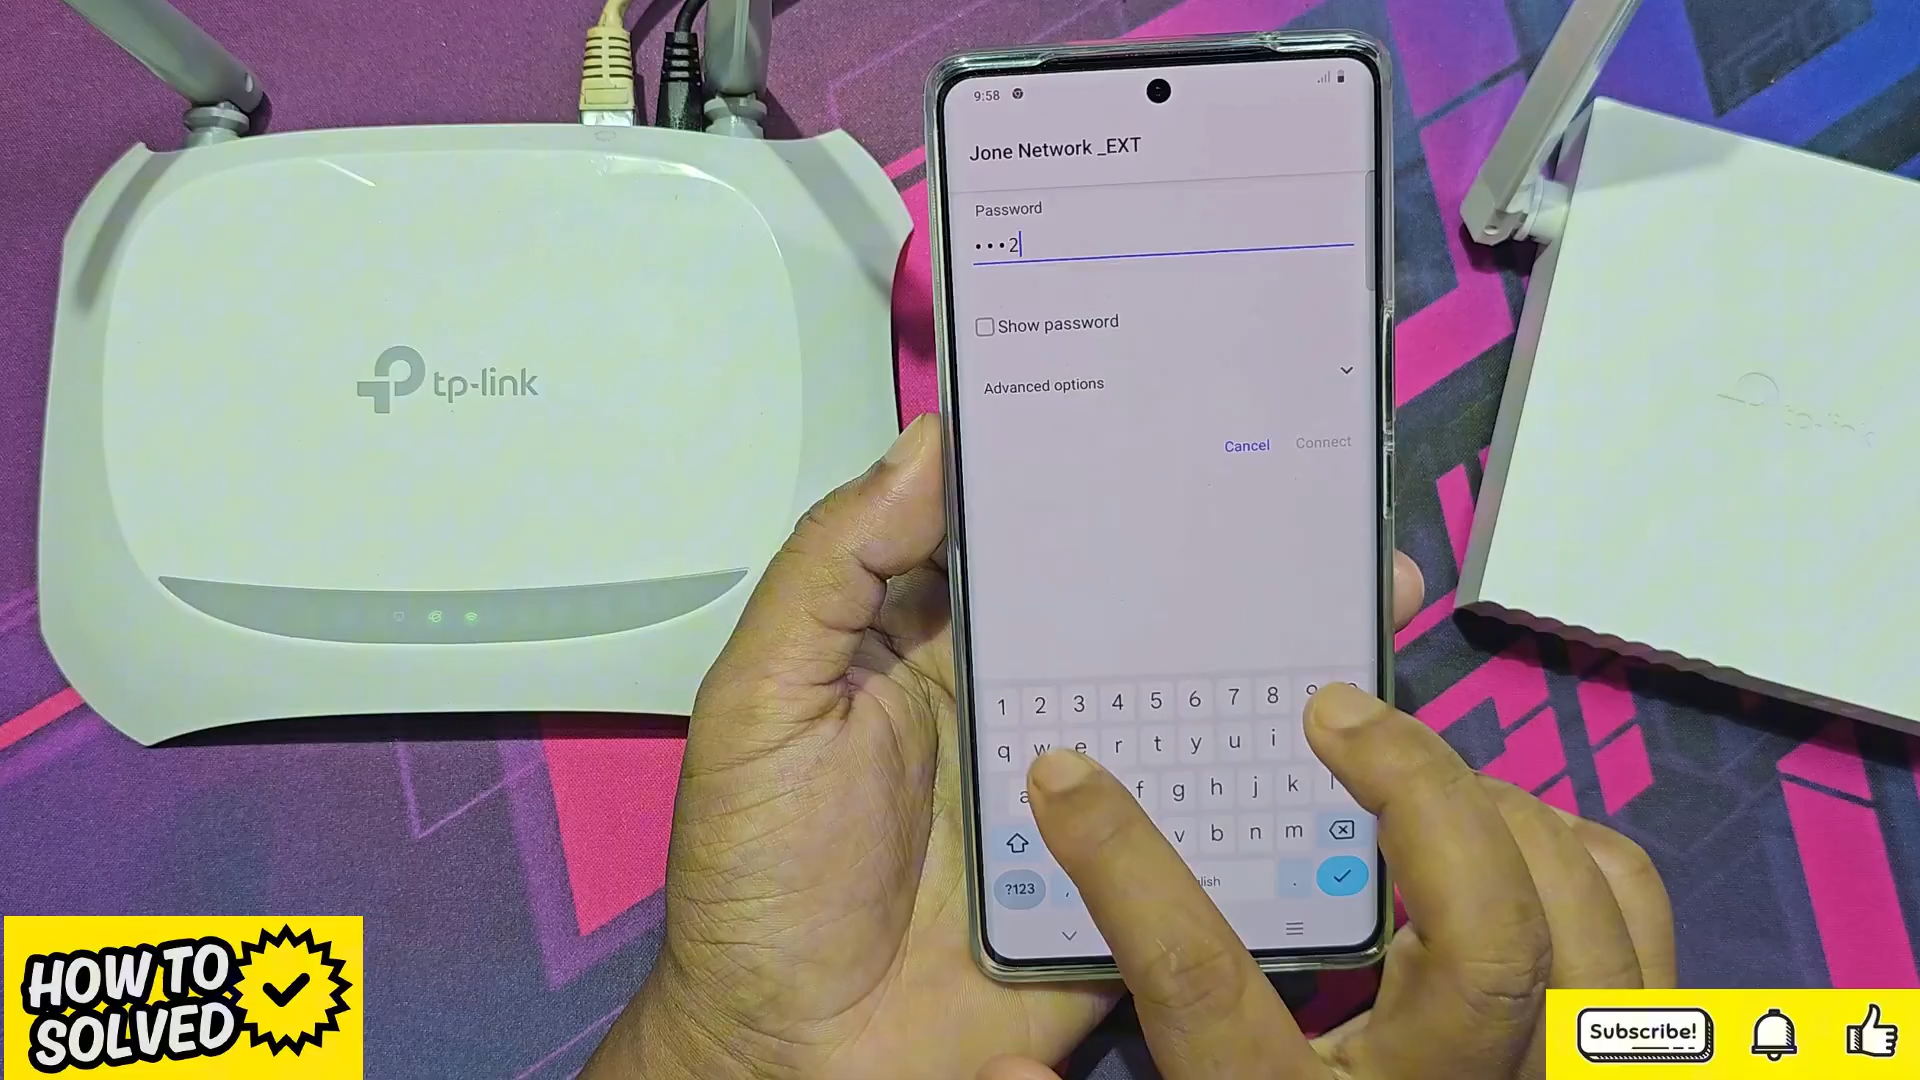 tp-link
9:58
Jone Network _EXT
Password
•••2
Show password
Advanced options
Cancel Connect
1 2 3 4 5 6 7 8 9
q w e r t y u i
a f g h j k l
v b n m
?123 , .
HOW TO
SOLVED
Subscribe!